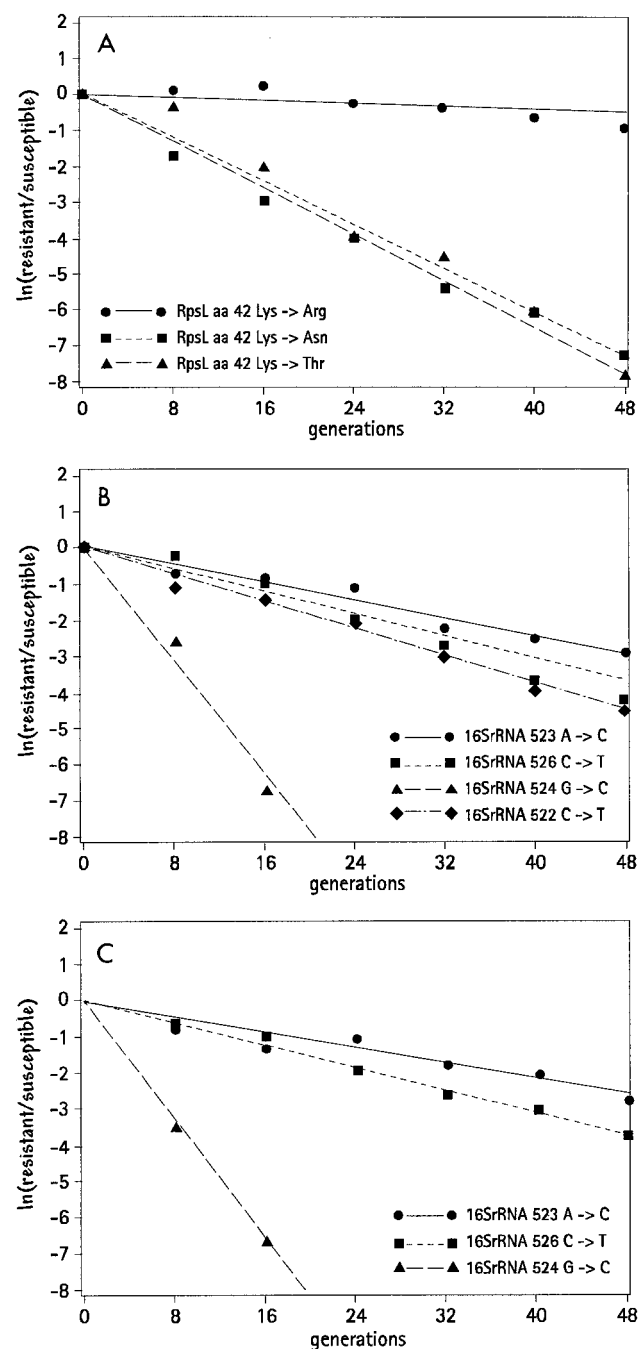 A
2
1
0
-1
-2
-3
-4
-5
-6
-7
-8
ln(resistant/susceptible)
RpsL aa 42 Lys -> Arg
RpsL aa 42 Lys -> Asn
RpsL aa 42 Lys -> Thr
0 8 16 24 32 40 48
generations
B
2
1
0
-1
-2
-3
-4
-5
-6
-7
-8
ln(resistant/susceptible)
16SrRNA 523 A -> C
16SrRNA 526 C -> T
16SrRNA 524 G -> C
16SrRNA 522 C -> T
0 8 16 24 32 40 48
generations
C
2
1
0
-1
-2
-3
-4
-5
-6
-7
-8
ln(resistant/susceptible)
16SrRNA 523 A -> C
16SrRNA 526 C -> T
16SrRNA 524 G -> C
0 8 16 24 32 40 48
generations